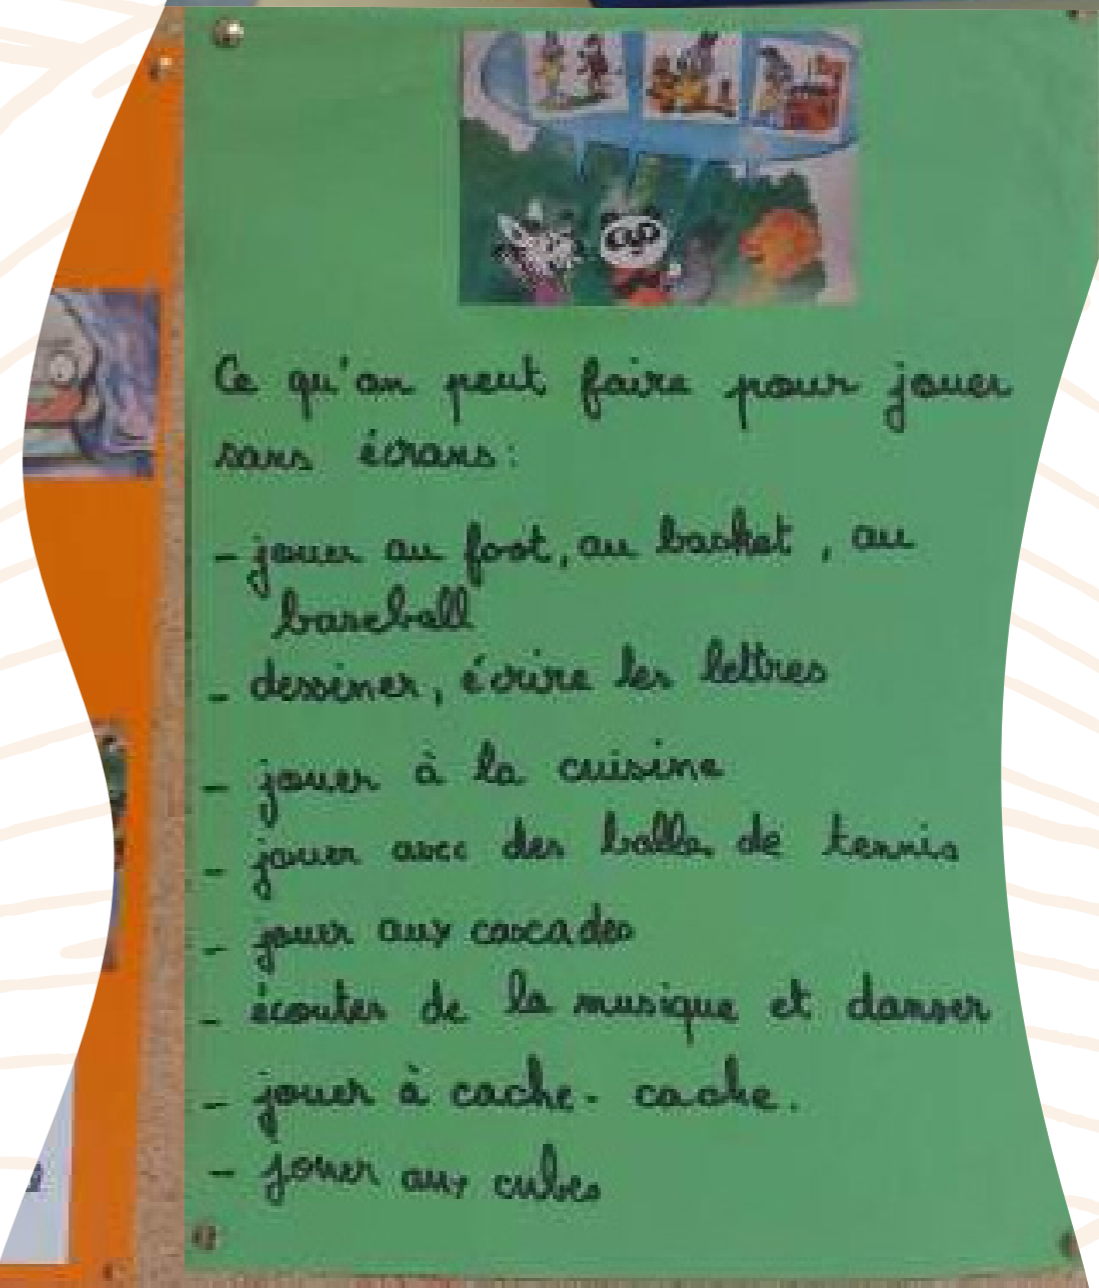 Ce qu'on peut faire pour jouer
sans écrans :
- jouer au foot, au basket, au
baseball
- dessiner, écrire les lettres
- jouer à la cuisine
- jouer avec des balles de tennis
- jouer aux cascades
- écouter de la musique et danser
- jouer à cache-cache.
- jouer aux cubes